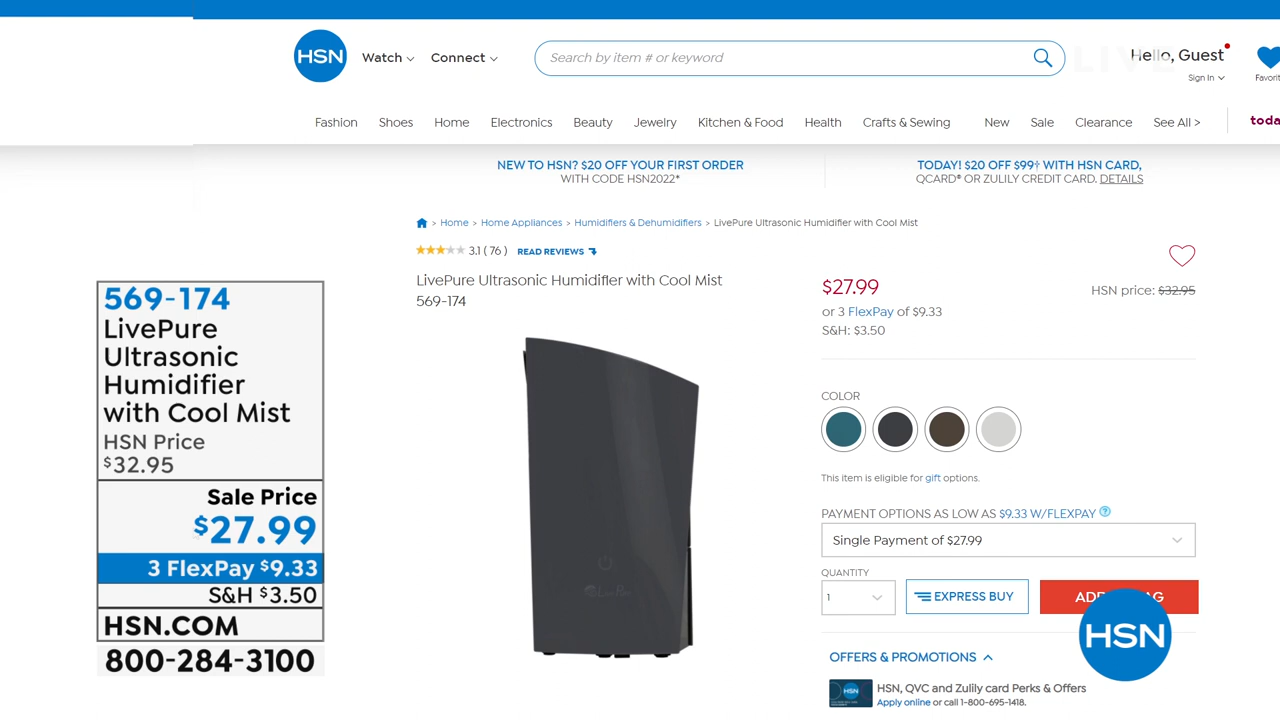 HSN
Watch
Connect
Search by item # or keyword
LIVE
Hello, Guest
Sign In
Favorit
Fashion
Shoes
Home
Electronics
Beauty
Jewelry
Kitchen & Food
Health
Crafts & Sewing
New
Sale
Clearance
See All >
toda
NEW TO HSN? $20 OFF YOUR FIRST ORDER
WITH CODE HSN2022*
TODAY! $20 OFF $99† WITH HSN CARD,
QCARD® OR ZULILY CREDIT CARD. DETAILS
> Home > Home Appliances > Humidifiers & Dehumidifiers > LivePure Ultrasonic Humidifier with Cool Mist
3.1 ( 76 ) READ REVIEWS
LivePure Ultrasonic Humidifier with Cool Mist
569-174
$27.99
HSN price: $32.95
or 3 FlexPay of $9.33
S&H: $3.50
COLOR
This item is eligible for gift options.
PAYMENT OPTIONS AS LOW AS $9.33 W/FLEXPAY ?
Single Payment of $27.99
QUANTITY
1
EXPRESS BUY
HSN
OFFERS & PROMOTIONS
HSN
HSN, QVC and Zulily card Perks & Offers
Apply online or call 1-800-695-1418.
569-174
LivePure
Ultrasonic
Humidifier
with Cool Mist
HSN Price
$32.95
Sale Price
$27.99
3 FlexPay $9.33
S&H $3.50
HSN.COM
800-284-3100